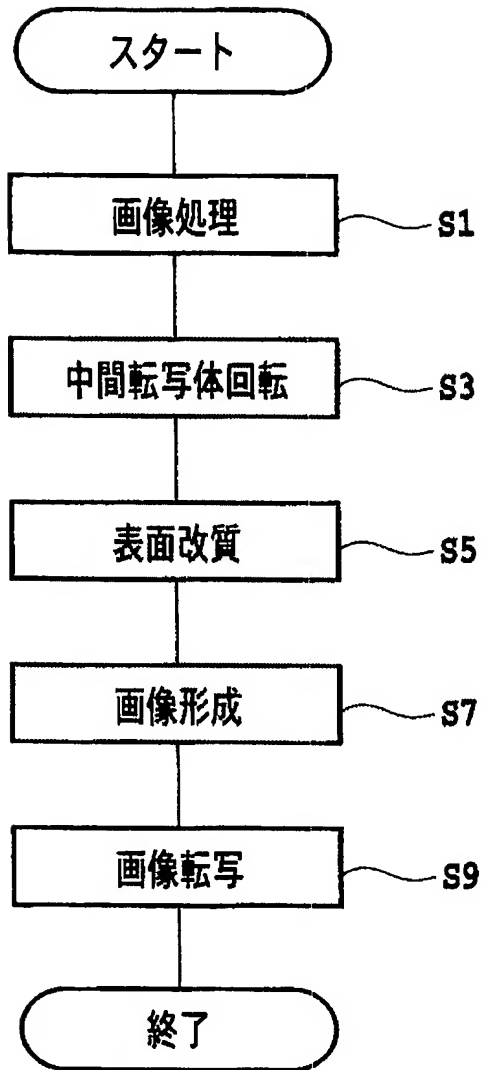 スタート
画像処理
S1
中間転写体回転
S3
表面改質
S5
画像形成
S7
画像転写
S9
終了